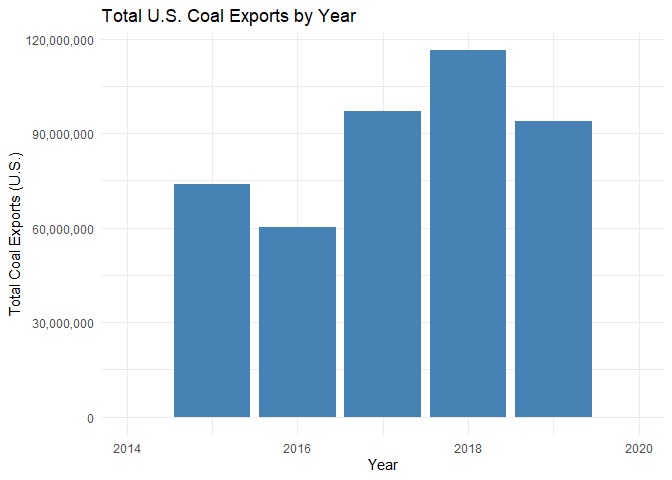 Total U.S. Coal Exports by Year
Total Coal Exports (U.S.)
120,000,000
90,000,000
60,000,000
30,000,000
0
2014 2016 2018 2020
Year